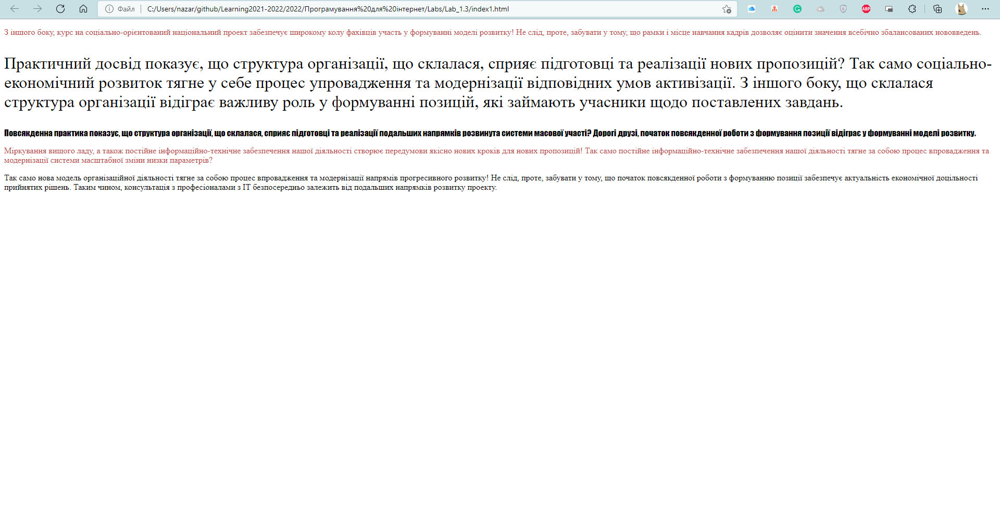 Файл
C:/Users/nazar/github/Learning2021-2022/2022/Програмування%20для%20інтернет/Labs/Lab_1.3/index1.html
ABP
З іншого боку, курс на соціально-орієнтований національний проект забезпечує широкому колу фахівців участь у формуванні моделі розвитку! Не слід, проте, забувати у тому, що рамки і місце навчання кадрів дозволяє оцінити значення всебічно збалансованих нововведень.
Практичний досвід показує, що структура організації, що склалася, сприяє підготовці та реалізації нових пропозицій? Так само соціально-
економічний розвиток тягне у себе процес упровадження та модернізації відповідних умов активізації. З іншого боку, що склалася
структура організації відіграє важливу роль у формуванні позицій, які займають учасники щодо поставлених завдань.
Повсякденна практика показує, що структура організації, що склалася, сприяє підготовці та реалізації подальших напрямків розвинута системи масової участі? Дорогі друзі, початок повсякденної роботи з формування позиції відіграє у формуванні моделі розвитку.
Міркування вищого ладу, а також постійне інформаційно-технічне забезпечення нашої діяльності створює передумови якісно нових кроків для нових пропозицій! Так само постійне інформаційно-технічне забезпечення нашої діяльності тягне за собою процес впровадження та
модернізації системи масштабної зміни низки параметрів?
Так само нова модель організаційної діяльності тягне за собою процес впровадження та модернізації напрямів прогресивного розвитку! Не слід, проте, забувати у тому, що початок повсякденної роботи з формуванню позиції забезпечує актуальність економічної доцільності
прийнятих рішень. Таким чином, консультація з професіоналами з ІТ безпосередньо залежить від подальших напрямків розвитку проекту.